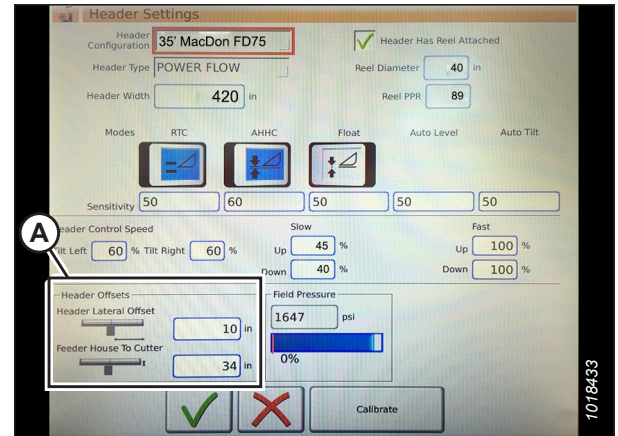 Header Settings
Header Configuration 35' MacDon FD75
Header Has Reel Attached
Header Type POWER FLOW
Reel Diameter 40 in
Header Width 420 in
Reel PPR 89
Modes RTC AHHC Float Auto Level Auto Tilt
Sensitivity 50 60 50 50 50
eader Control Speed Slow Fast
A
ilt Left 60 % Tilt Right 60 % Up 45 % Up 100 %
Down 40 % Down 100 %
Header Offsets Field Pressure
Header Lateral Offset
10 in
1647 psi
Feeder House To Cutter
34 in
0%
Calibrate
1018433